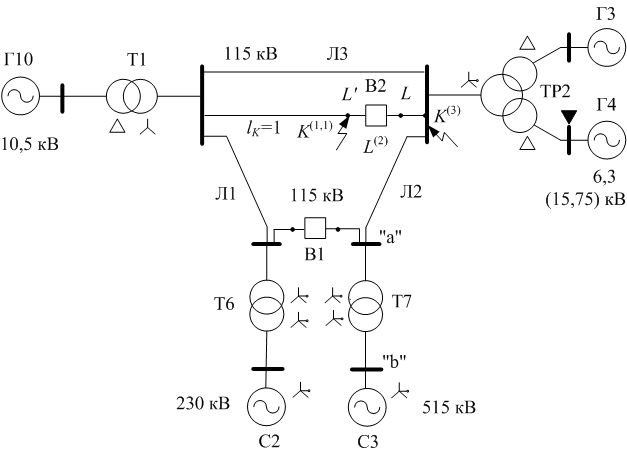 Г3
115 кВ
Л3
Г10
Т1
В2
L'
L
ТР2
Г4
l_K=1
K^(1,1)
K^(3)
L^(2)
10,5 кВ
6,3
(15,75) кВ
Л1
115 кВ
Л2
"a"
В1
Т6
Т7
"b"
230 кВ
515 кВ
С2
С3